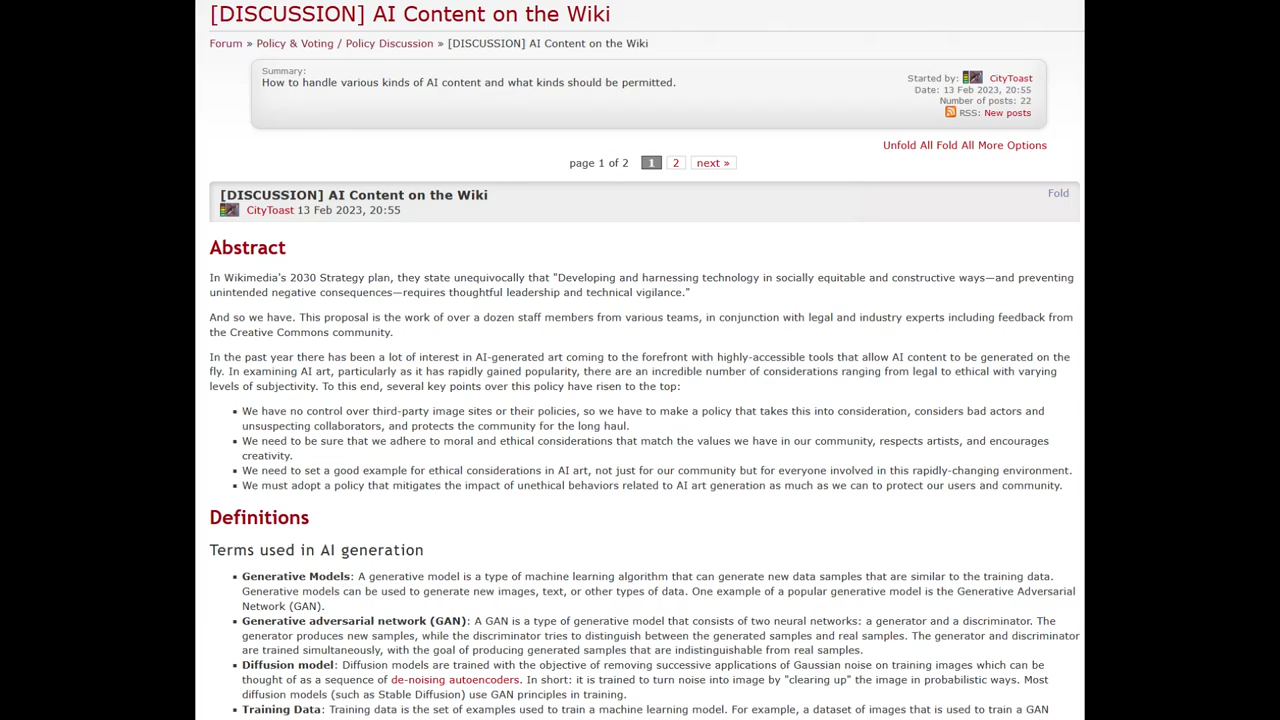 [DISCUSSION] AI Content on the Wiki
Forum » Policy & Voting / Policy Discussion » [DISCUSSION] AI Content on the Wiki
Summary:
How to handle various kinds of AI content and what kinds should be permitted.
Started by: CityToast
Date: 13 Feb 2023, 20:55
Number of posts: 22
RSS: New posts
Unfold All Fold All More Options
page 1 of 2 1 2 next »
[DISCUSSION] AI Content on the Wiki
Fold
CityToast 13 Feb 2023, 20:55
Abstract
In Wikimedia's 2030 Strategy plan, they state unequivocally that "Developing and harnessing technology in socially equitable and constructive ways—and preventing
unintended negative consequences—requires thoughtful leadership and technical vigilance."
And so we have. This proposal is the work of over a dozen staff members from various teams, in conjunction with legal and industry experts including feedback from
the Creative Commons community.
In the past year there has been a lot of interest in AI-generated art coming to the forefront with highly-accessible tools that allow AI content to be generated on the
fly. In examining AI art, particularly as it has rapidly gained popularity, there are an incredible number of considerations ranging from legal to ethical with varying
levels of subjectivity. To this end, several key points over this policy have risen to the top:
▪ We have no control over third-party image sites or their policies, so we have to make a policy that takes this into consideration, considers bad actors and
unsuspecting collaborators, and protects the community for the long haul.
▪ We need to be sure that we adhere to moral and ethical considerations that match the values we have in our community, respects artists, and encourages
creativity.
▪ We need to set a good example for ethical considerations in AI art, not just for our community but for everyone involved in this rapidly-changing environment.
▪ We must adopt a policy that mitigates the impact of unethical behaviors related to AI art generation as much as we can to protect our users and community.
Definitions
Terms used in AI generation
▪ Generative Models: A generative model is a type of machine learning algorithm that can generate new data samples that are similar to the training data.
Generative models can be used to generate new images, text, or other types of data. One example of a popular generative model is the Generative Adversarial
Network (GAN).
▪ Generative adversarial network (GAN): A GAN is a type of generative model that consists of two neural networks: a generator and a discriminator. The
generator produces new samples, while the discriminator tries to distinguish between the generated samples and real samples. The generator and discriminator
are trained simultaneously, with the goal of producing generated samples that are indistinguishable from real samples.
▪ Diffusion model: Diffusion models are trained with the objective of removing successive applications of Gaussian noise on training images which can be
thought of as a sequence of de-noising autoencoders. In short: it is trained to turn noise into image by "clearing up" the image in probabilistic ways. Most
diffusion models (such as Stable Diffusion) use GAN principles in training.
▪ Training Data: Training data is the set of examples used to train a machine learning model. For example, a dataset of images that is used to train a GAN